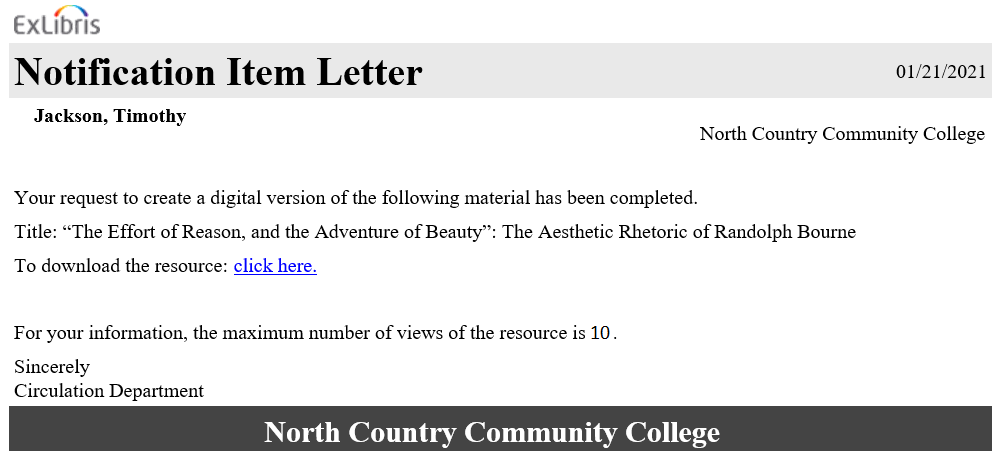 ExLibris
Notification Item Letter
01/21/2021
Jackson, Timothy
North Country Community College
Your request to create a digital version of the following material has been completed.
Title: “The Effort of Reason, and the Adventure of Beauty”: The Aesthetic Rhetoric of Randolph Bourne
To download the resource: click here.
For your information, the maximum number of views of the resource is 10 .
Sincerely
Circulation Department
North Country Community College